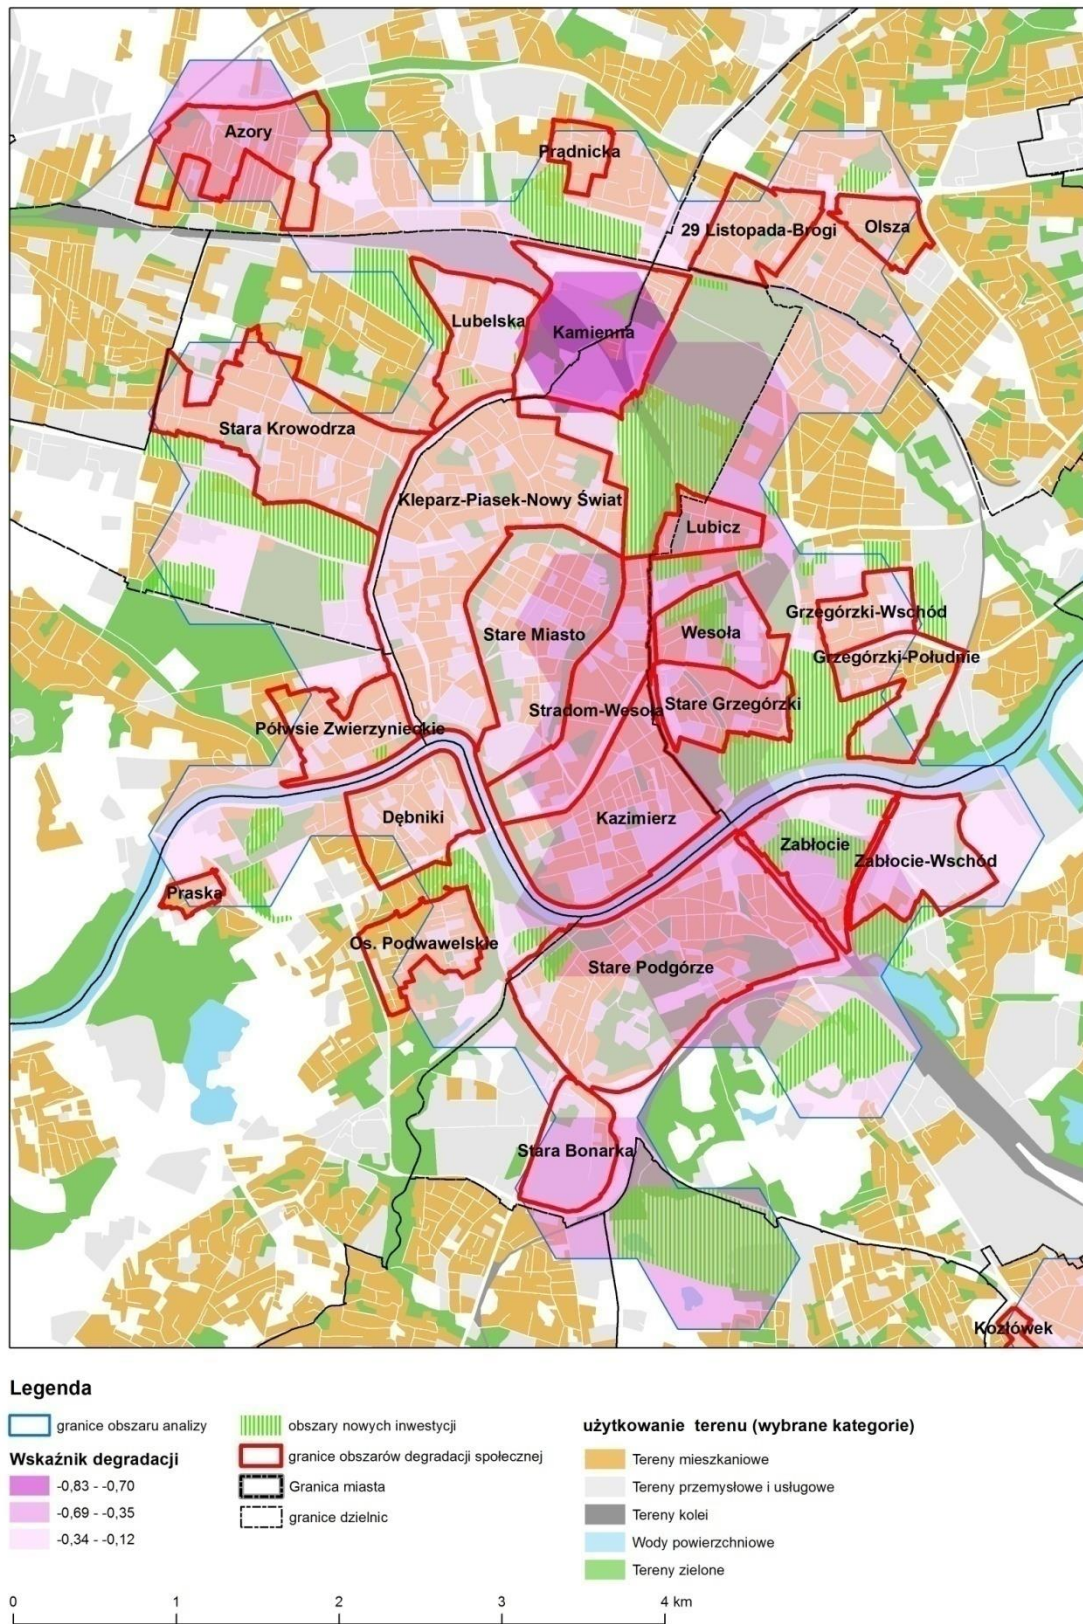 Azory
Prądnicka
29 Listopada-Brogi
Olsza
Lubelska
Kamienna
Stara Krowodrza
Kleparz-Piasek-Nowy Świat
Lubicz
Grzegórzki-Wschód
Stare Miasto
Wesoła
Grzegórzki-Południe
Stradom-Wesoła
Stare Grzegórzki
Półwsie Zwierzynieckie
Dębniki
Kazimierz
Zabłocie
Zabłocie-Wschód
Praska
Os. Podwawelskie
Stare Podgórze
Stara Bonarka
Kozłówek
Legenda
granice obszaru analizy
Wskaźnik degradacji
-0,83 - -0,70
-0,69 - -0,35
-0,34 - -0,12
obszary nowych inwestycji
granice obszarów degradacji społecznej
Granica miasta
granice dzielnic
użytkowanie terenu (wybrane kategorie)
Tereny mieszkaniowe
Tereny przemysłowe i usługowe
Tereny kolei
Wody powierzchniowe
Tereny zielone
0 1 2 3 4 km